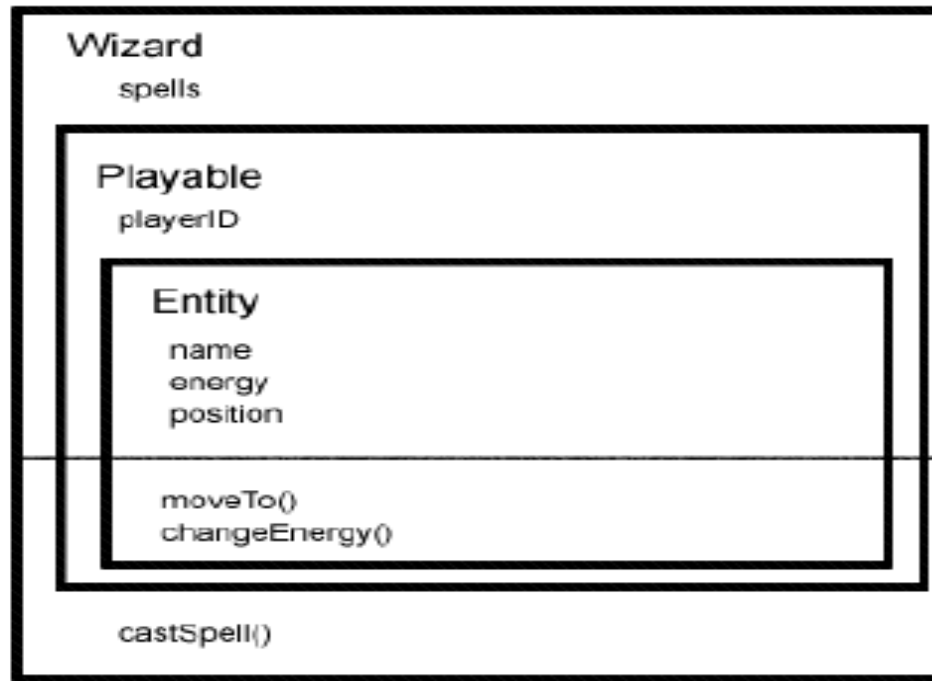 Wizard
spells
Playable
playerID
Entity
name
energy
position
moveTo()
changeEnergy()
castSpell()